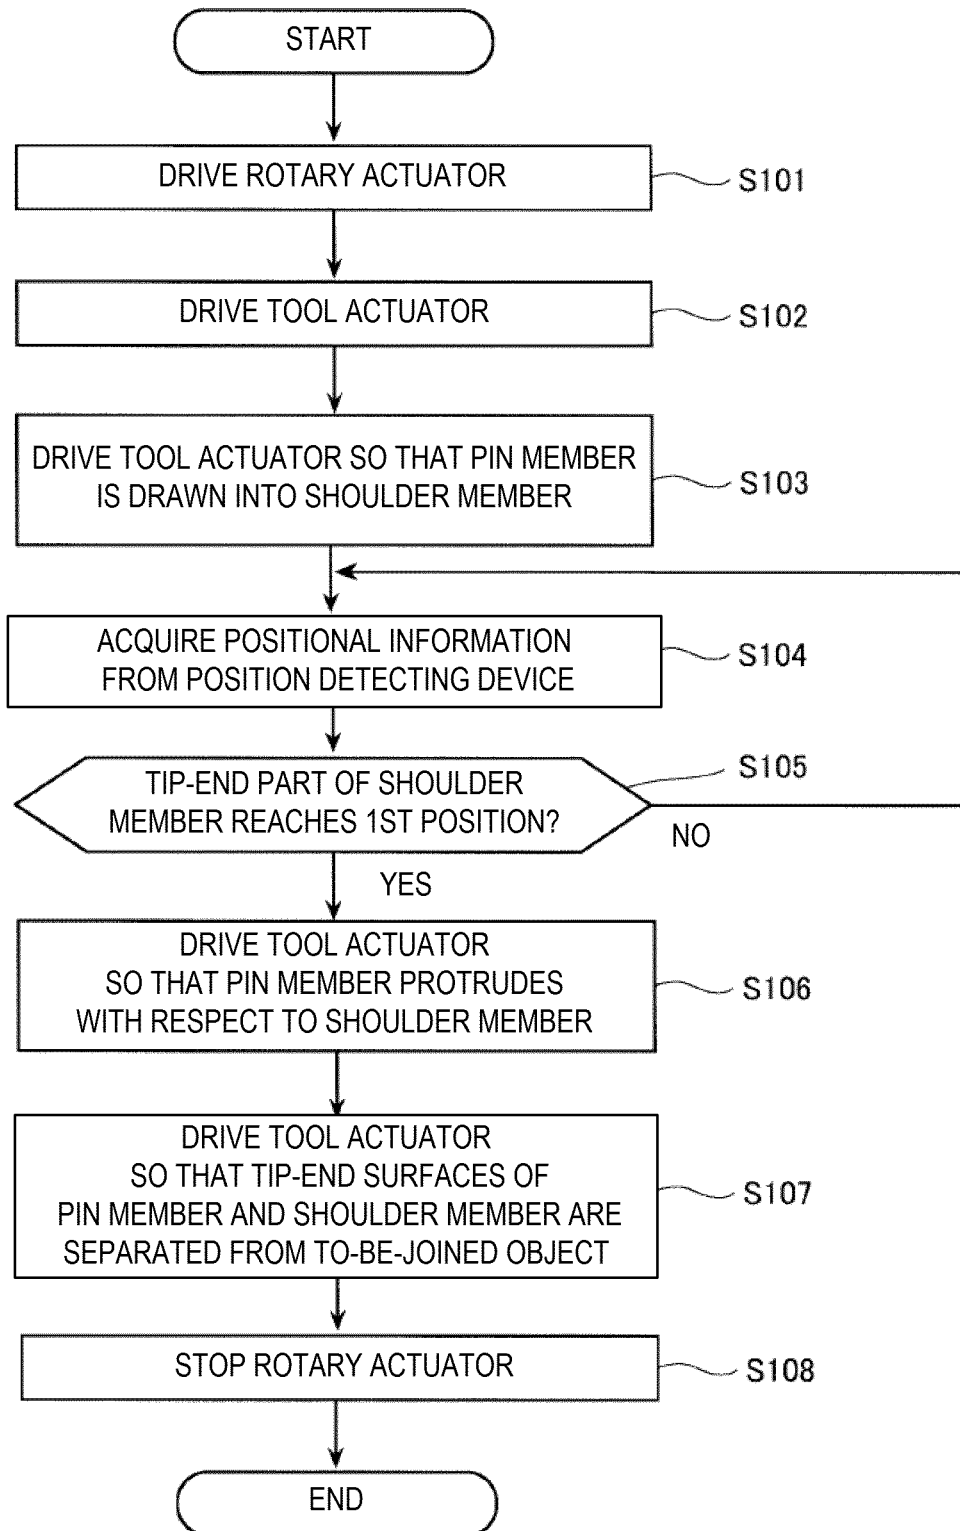 START
DRIVE ROTARY ACTUATOR
S101
DRIVE TOOL ACTUATOR
S102
DRIVE TOOL ACTUATOR SO THAT PIN MEMBER
IS DRAWN INTO SHOULDER MEMBER
S103
ACQUIRE POSITIONAL INFORMATION
FROM POSITION DETECTING DEVICE
S104
TIP-END PART OF SHOULDER
MEMBER REACHES 1ST POSITION?
S105
NO
YES
DRIVE TOOL ACTUATOR
SO THAT PIN MEMBER PROTRUDES
WITH RESPECT TO SHOULDER MEMBER
S106
DRIVE TOOL ACTUATOR
SO THAT TIP-END SURFACES OF
PIN MEMBER AND SHOULDER MEMBER ARE
SEPARATED FROM TO-BE-JOINED OBJECT
S107
STOP ROTARY ACTUATOR
S108
END